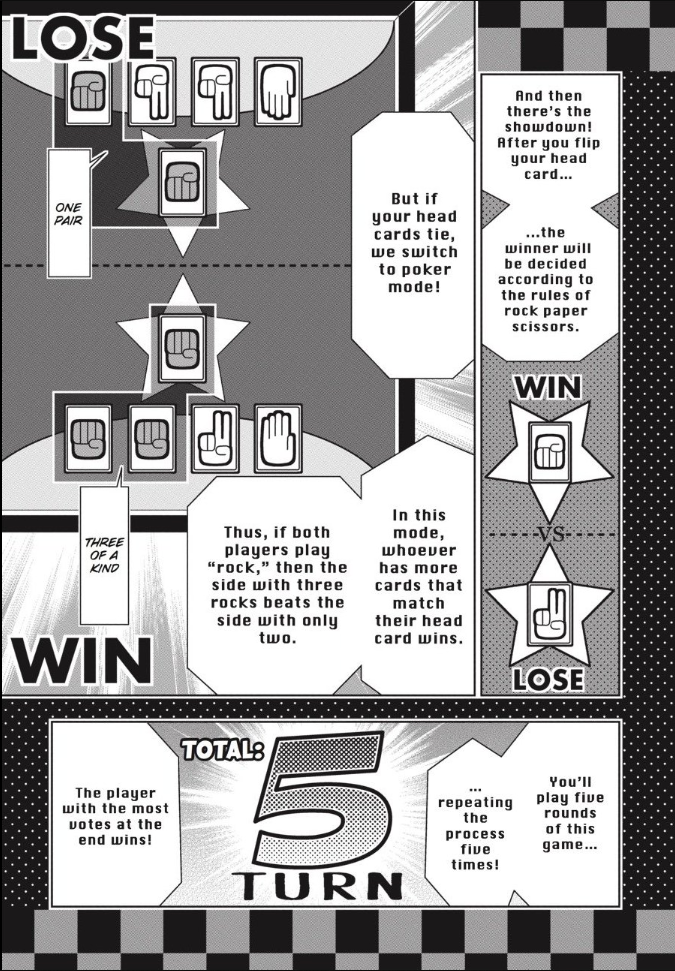 And then
there's the
showdown!
After you flip
your head
card...
...the
winner will
be decided
according to
the rules of
rock paper
scissors.
WIN
VS
LOSE
But if
your head
cards tie,
we switch
to poker
mode!
LOSE
ONE
PAIR
In this
mode,
whoever
has more
cards that
match
their head
card wins.
Thus, if both
players play
"rock," then the
side with three
rocks beats the
side with only
two.
THREE
OF A
KIND
WIN
You'll
play five
rounds
of this
game...
...
repeating
the
process
five
times!
TOTAL:
5
TURN
The player
with the most
votes at the
end wins!